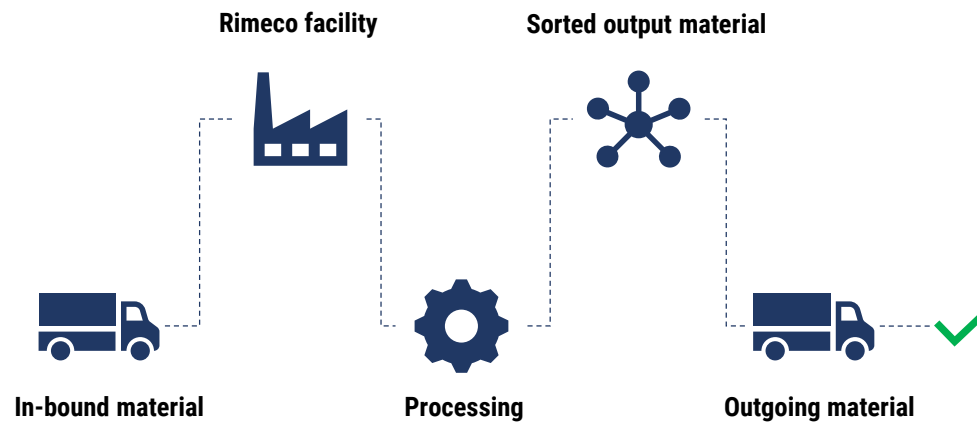 Rimeco facility
Sorted output material
In-bound material
Processing
Outgoing material